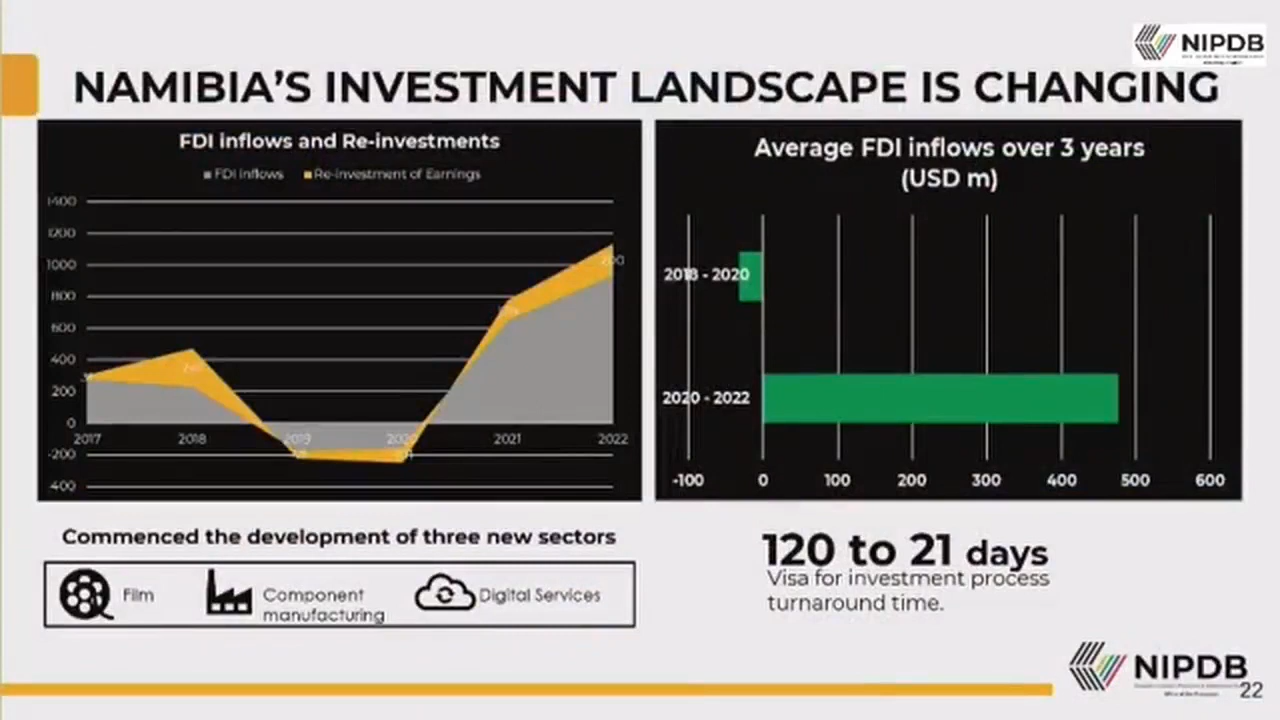 NIPDB
NAMIBIA'S INVESTMENT LANDSCAPE IS CHANGING
FDI inflows and Re-investments
FDI inflows Re-investment of Earnings
1400
1200
1000
800
600
400
200
0
-200
400
2017 2018 2019 2020 2021 2022
200
Average FDI inflows over 3 years
(USD m)
2018 - 2020
2020 - 2022
-100 0 100 200 300 400 500 600
Commenced the development of three new sectors
Film
Component
manufacturing
Digital Services
120 to 21 days
Visa for investment process
turnaround time.
NIPDB
22